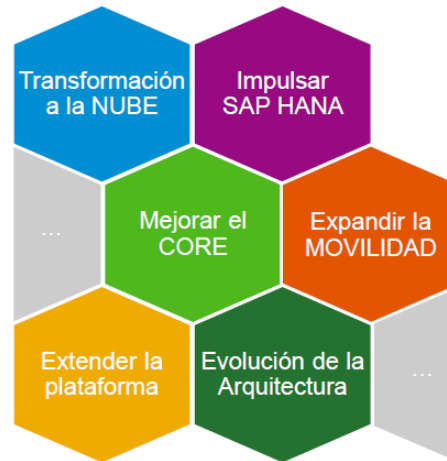 Transformación
a la NUBE
Impulsar
SAP HANA
...
Mejorar el
CORE
Expandir la
MOVILIDAD
Extender la
plataforma
Evolución de la
Arquitectura
...